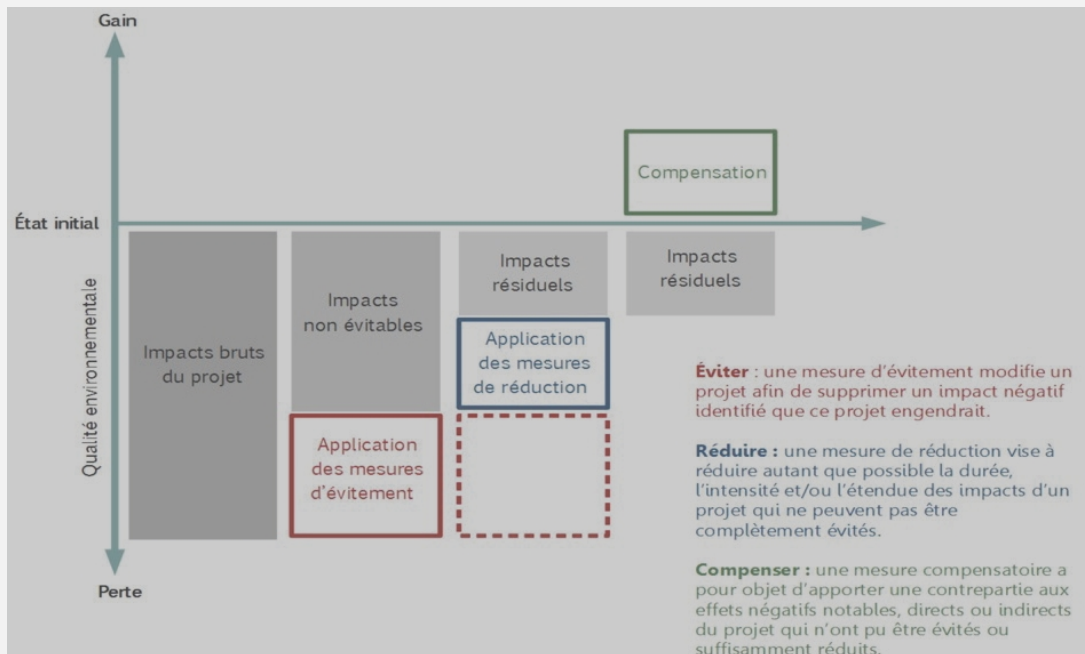 Gain
Compensation
État initial
Impacts
résiduels
Impacts
résiduels
Impacts
non évitables
Impacts bruts
du projet
Application
des mesures
de réduction
Application
des mesures
d'évitement
Qualité environnementale
Perte
Éviter : une mesure d'évitement modifie un
projet afin de supprimer un impact négatif
identifié que ce projet engendrait.
Réduire : une mesure de réduction vise à
réduire autant que possible la durée,
l'intensité et/ou l'étendue des impacts d'un
projet qui ne peuvent pas être
complètement évités.
Compenser : une mesure compensatoire a
pour objet d'apporter une contrepartie aux
effets négatifs notables, directs ou indirects
du projet qui n'ont pu être évités ou
suffisamment réduits.